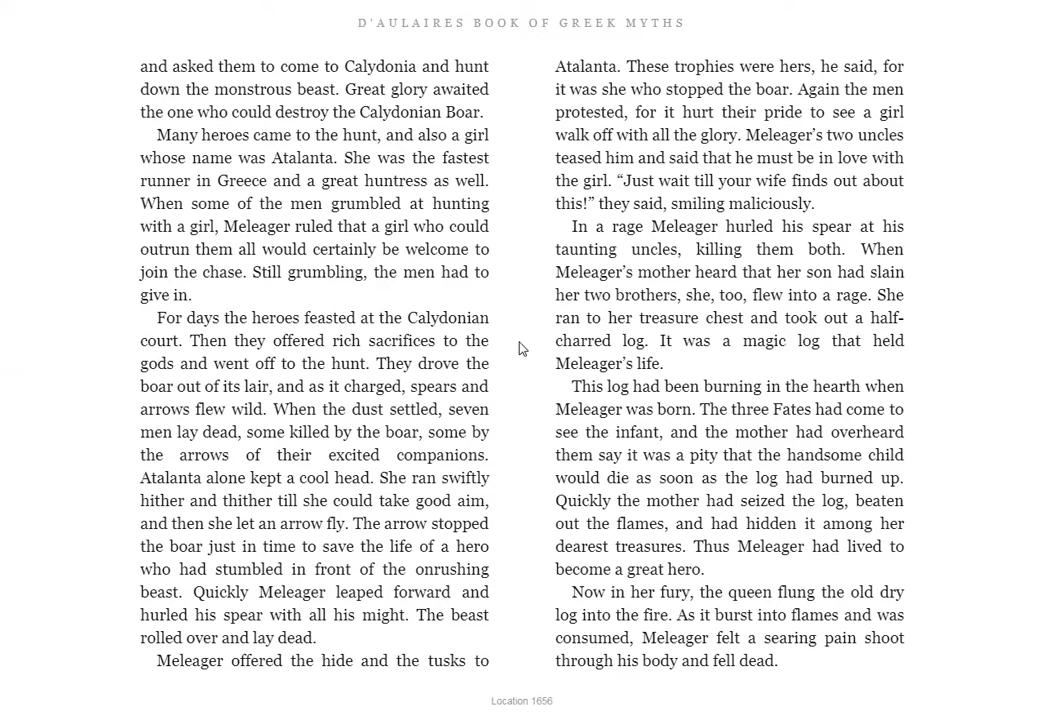 D'AULAIRES BOOK OF GREEK MYTHS
and asked them to come to Calydonia and hunt
down the monstrous beast. Great glory awaited
the one who could destroy the Calydonian Boar.
Many heroes came to the hunt, and also a girl
whose name was Atalanta. She was the fastest
runner in Greece and a great huntress as well.
When some of the men grumbled at hunting
with a girl, Meleager ruled that a girl who could
outrun them all would certainly be welcome to
join the chase. Still grumbling, the men had to
give in.
For days the heroes feasted at the Calydonian
court. Then they offered rich sacrifices to the
gods and went off to the hunt. They drove the
boar out of its lair, and as it charged, spears and
arrows flew wild. When the dust settled, seven
men lay dead, some killed by the boar, some by
the arrows of their excited companions.
Atalanta alone kept a cool head. She ran swiftly
hither and thither till she could take good aim,
and then she let an arrow fly. The arrow stopped
the boar just in time to save the life of a hero
who had stumbled in front of the onrushing
beast. Quickly Meleager leaped forward and
hurled his spear with all his might. The beast
rolled over and lay dead.
Meleager offered the hide and the tusks to
Atalanta. These trophies were hers, he said, for
it was she who stopped the boar. Again the men
protested, for it hurt their pride to see a girl
walk off with all the glory. Meleager's two uncles
teased him and said that he must be in love with
the girl. “Just wait till your wife finds out about
this!” they said, smiling maliciously.
In a rage Meleager hurled his spear at his
taunting uncles, killing them both. When
Meleager's mother heard that her son had slain
her two brothers, she, too, flew into a rage. She
ran to her treasure chest and took out a half-
charred log. It was a magic log that held
Meleager's life.
This log had been burning in the hearth when
Meleager was born. The three Fates had come to
see the infant, and the mother had overheard
them say it was a pity that the handsome child
would die as soon as the log had burned up.
Quickly the mother had seized the log, beaten
out the flames, and had hidden it among her
dearest treasures. Thus Meleager had lived to
become a great hero.
Now in her fury, the queen flung the old dry
log into the fire. As it burst into flames and was
consumed, Meleager felt a searing pain shoot
through his body and fell dead.
Location 1656